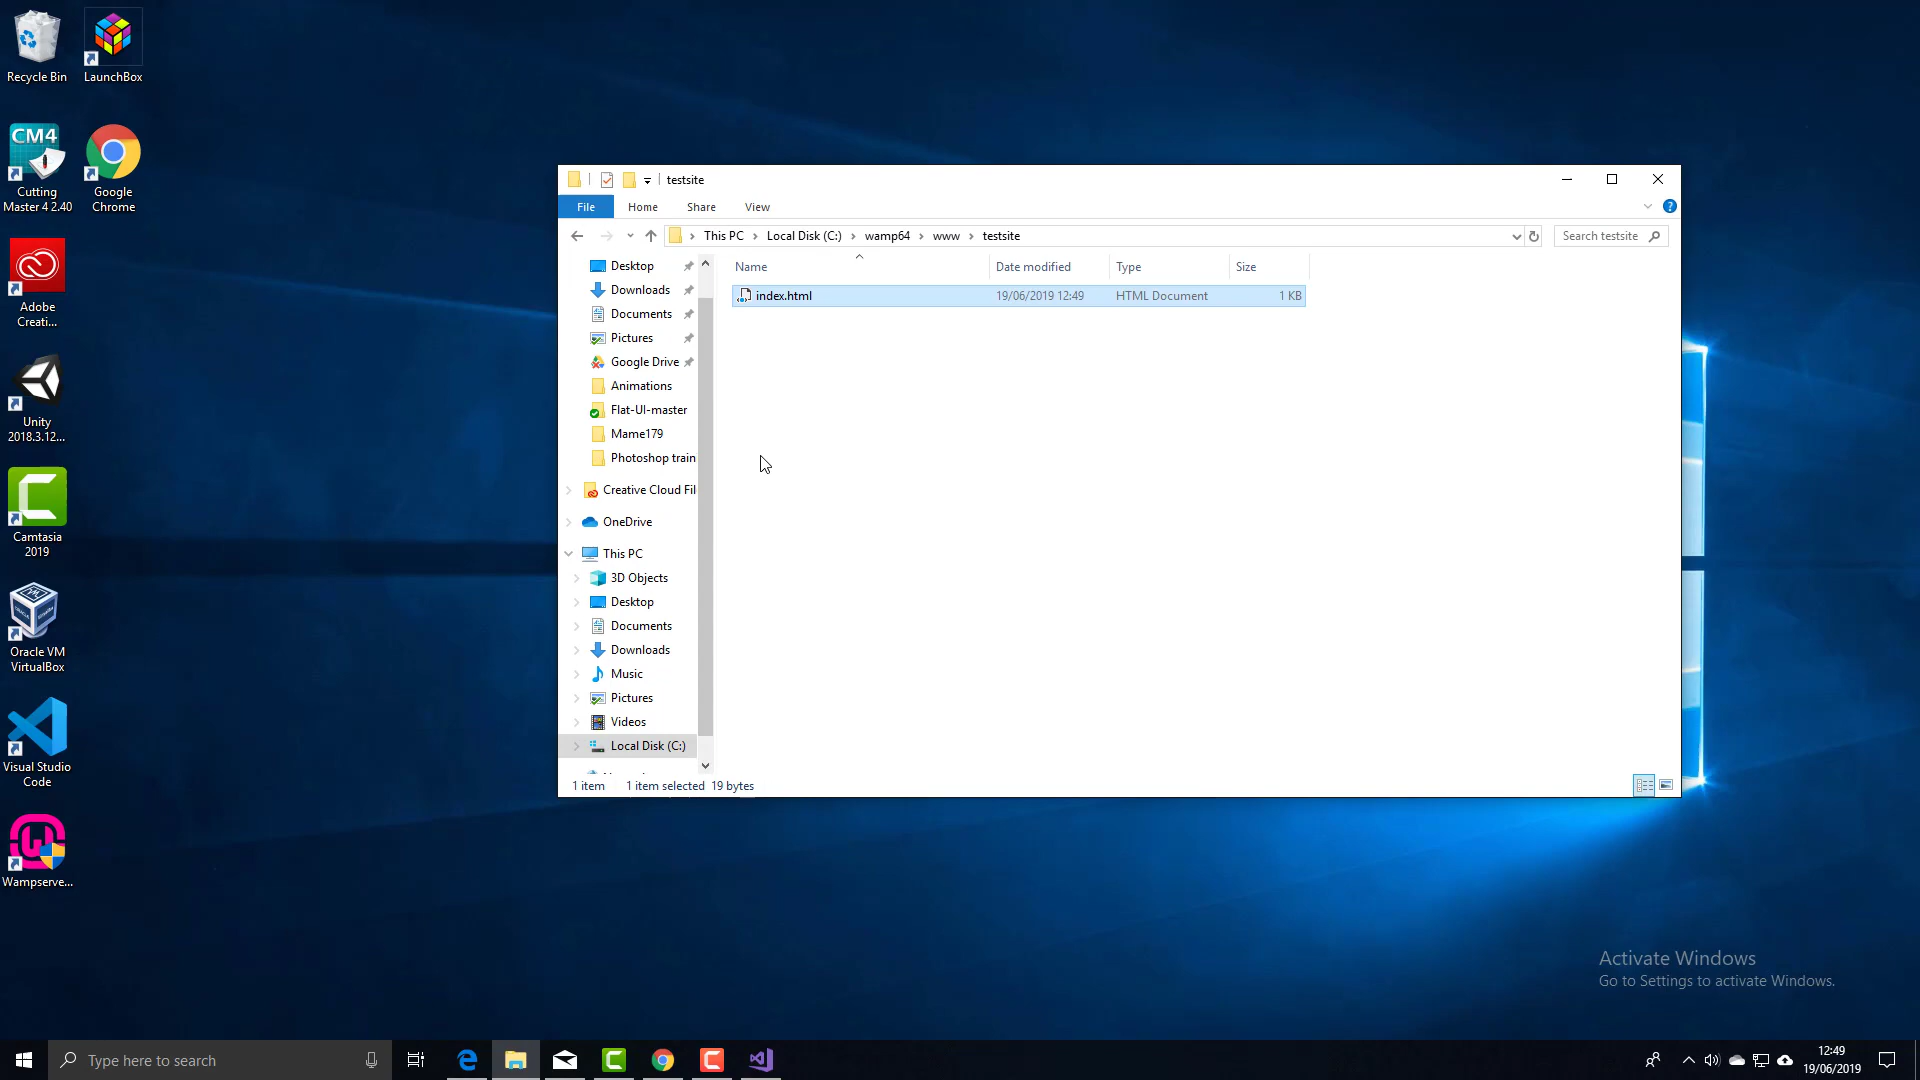 Recycle Bin
LaunchBox
CM4
Cutting
Master 4 2.40
Google
Chrome
Adobe
Creati...
Unity
2018.3.12...
Camtasia
2019
Oracle VM
VirtualBox
Visual Studio
Code
Wampserve...
testsite
File
Home
Share
View
This PC
Local Disk (C:)
wamp64
www
testsite
Search testsite
Desktop
Downloads
Documents
Pictures
Google Drive
Animations
Flat-UI-master
Mame179
Photoshop train
Creative Cloud Fil
OneDrive
This PC
3D Objects
Desktop
Documents
Downloads
Music
Pictures
Videos
Local Disk (C:)
Name
Date modified
Type
Size
index.html
19/06/2019 12:49
HTML Document
1 KB
1 item
1 item selected
19 bytes
Activate Windows
Go to Settings to activate Windows.
Type here to search
12:49
19/06/2019